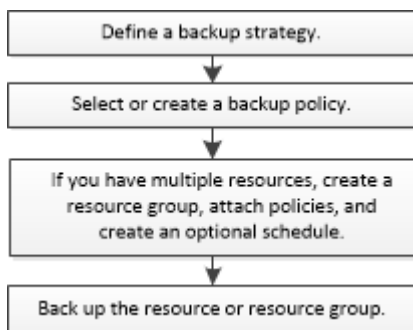 Define a backup strategy.
Select or create a backup policy.
If you have multiple resources, create a
resource group, attach policies, and
create an optional schedule.
Back up the resource or resource group.